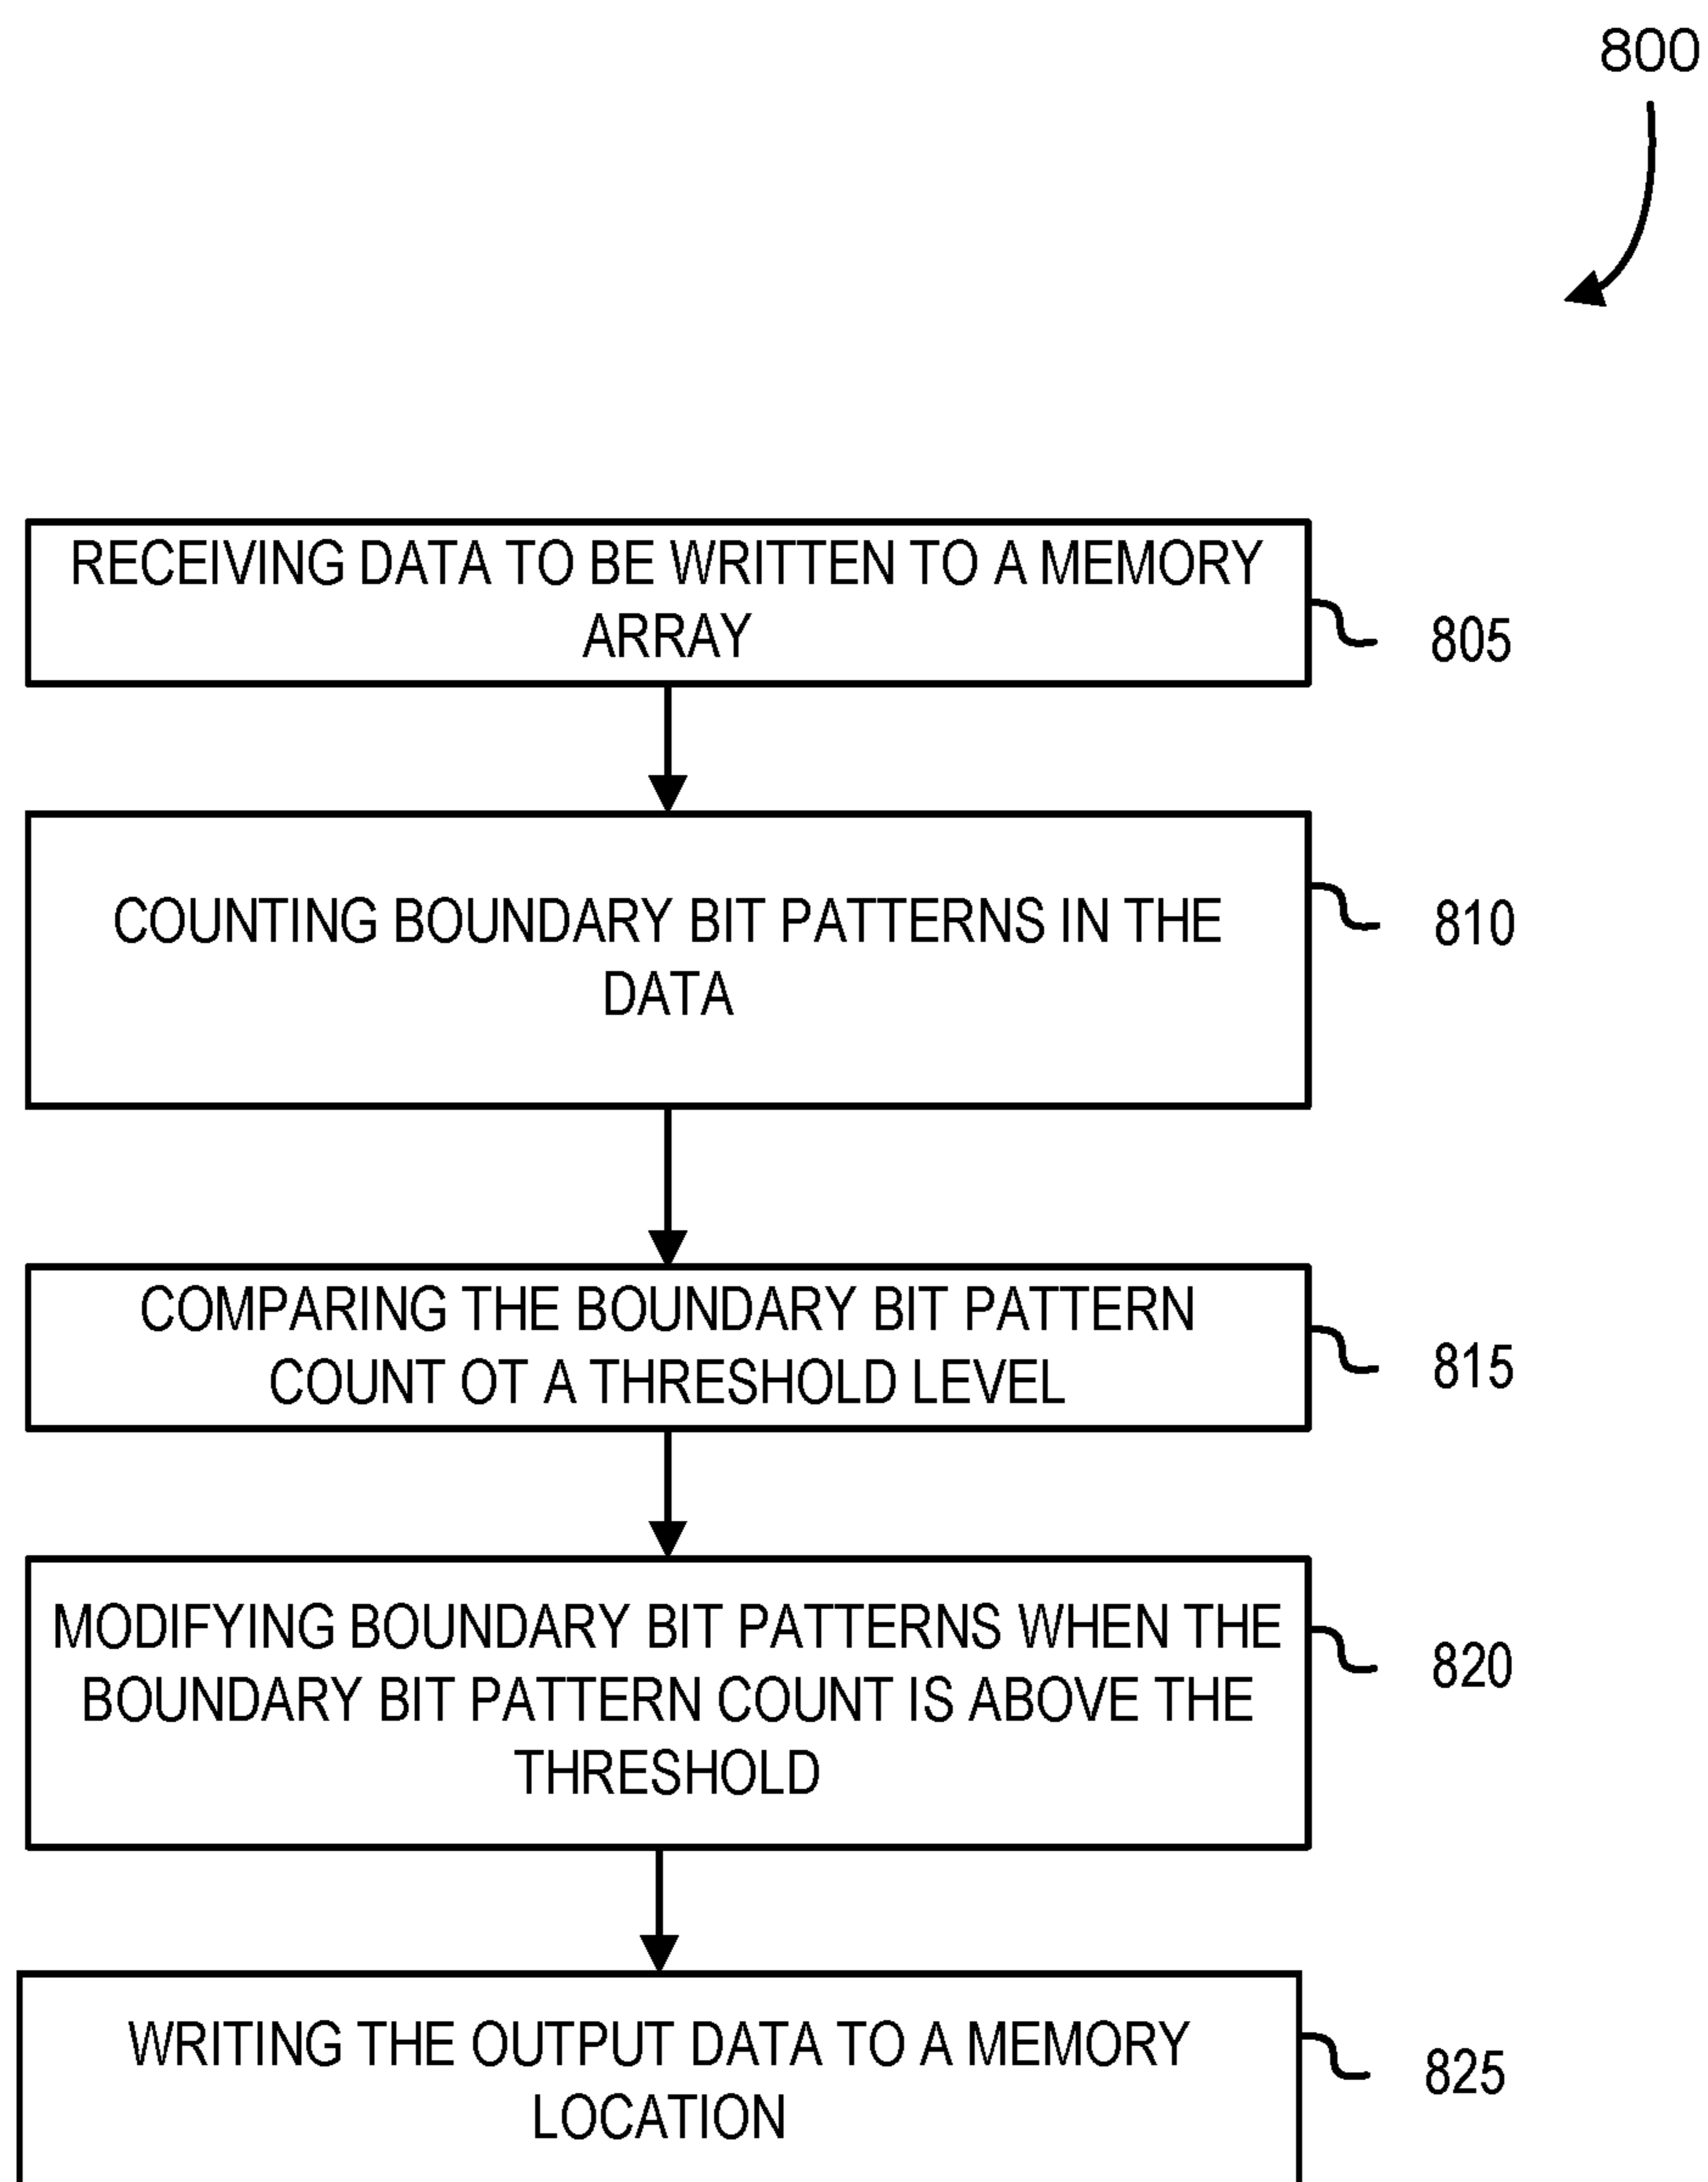 800
RECEIVING DATA TO BE WRITTEN TO A MEMORY
ARRAY
805
COUNTING BOUNDARY BIT PATTERNS IN THE
DATA
810
COMPARING THE BOUNDARY BIT PATTERN
COUNT OT A THRESHOLD LEVEL
815
MODIFYING BOUNDARY BIT PATTERNS WHEN THE
BOUNDARY BIT PATTERN COUNT IS ABOVE THE
THRESHOLD
820
WRITING THE OUTPUT DATA TO A MEMORY
LOCATION
825